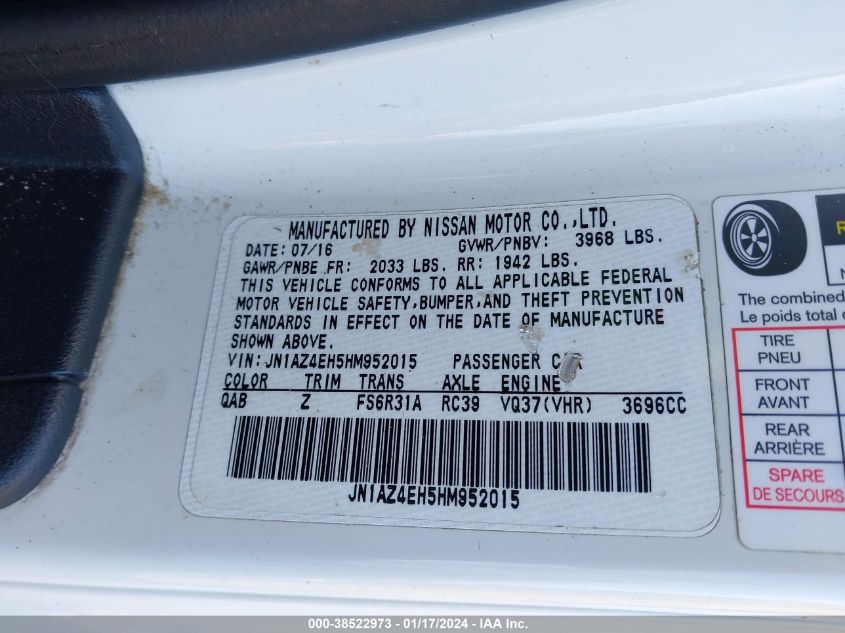 MANUFACTURED BY NISSAN MOTOR CO.,LTD.
DATE: 07/16 GVWR/PNBV: 3968 LBS.
GAWR/PNBE FR: 2033 LBS. RR: 1942 LBS.
THIS VEHICLE CONFORMS TO ALL APPLICABLE FEDERAL
MOTOR VEHICLE SAFETY,BUMPER,AND THEFT PREVENTION
STANDARDS IN EFFECT ON THE DATE OF MANUFACTURE
SHOWN ABOVE.
VIN:JN1AZ4EH5HM952015 PASSENGER CAR
COLOR TRIM TRANS AXLE ENGINE
QAB Z FS6R31A RC39 VQ37(VHR) 3696CC
JN1AZ4EH5HM952015
The combined
Le poids total
TIRE
PNEU
FRONT
AVANT
REAR
ARRIÈRE
SPARE
DE SECOURS
000-38522973 - 01/17/2024 - IAA Inc.